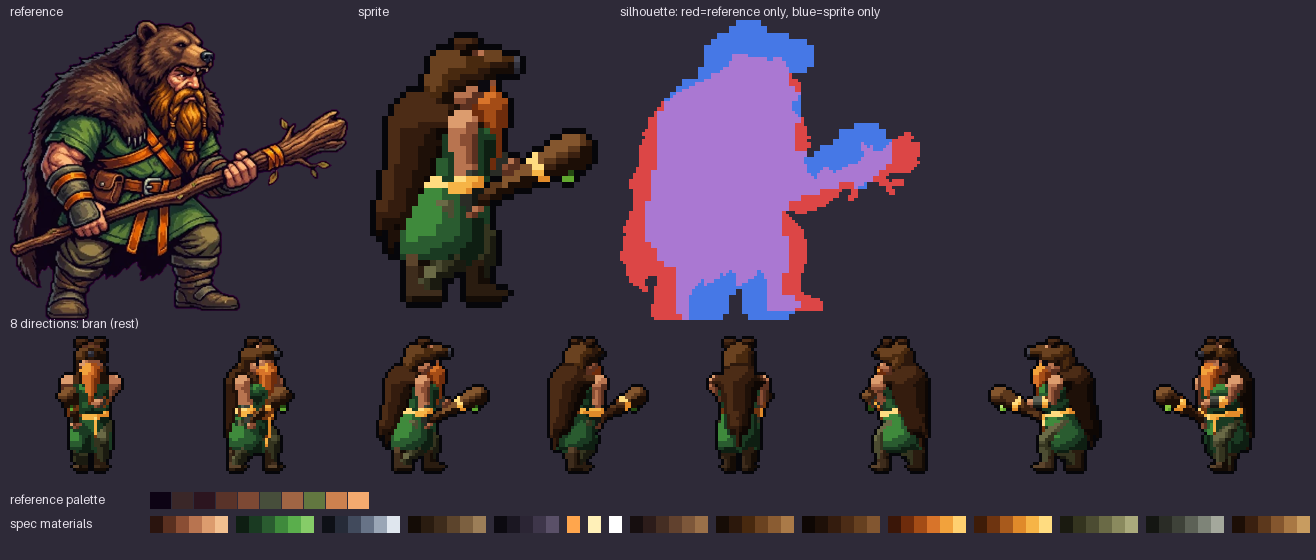 reference
sprite
silhouette: red=reference only, blue=sprite only
8 directions: bran (rest)
reference palette
spec materials